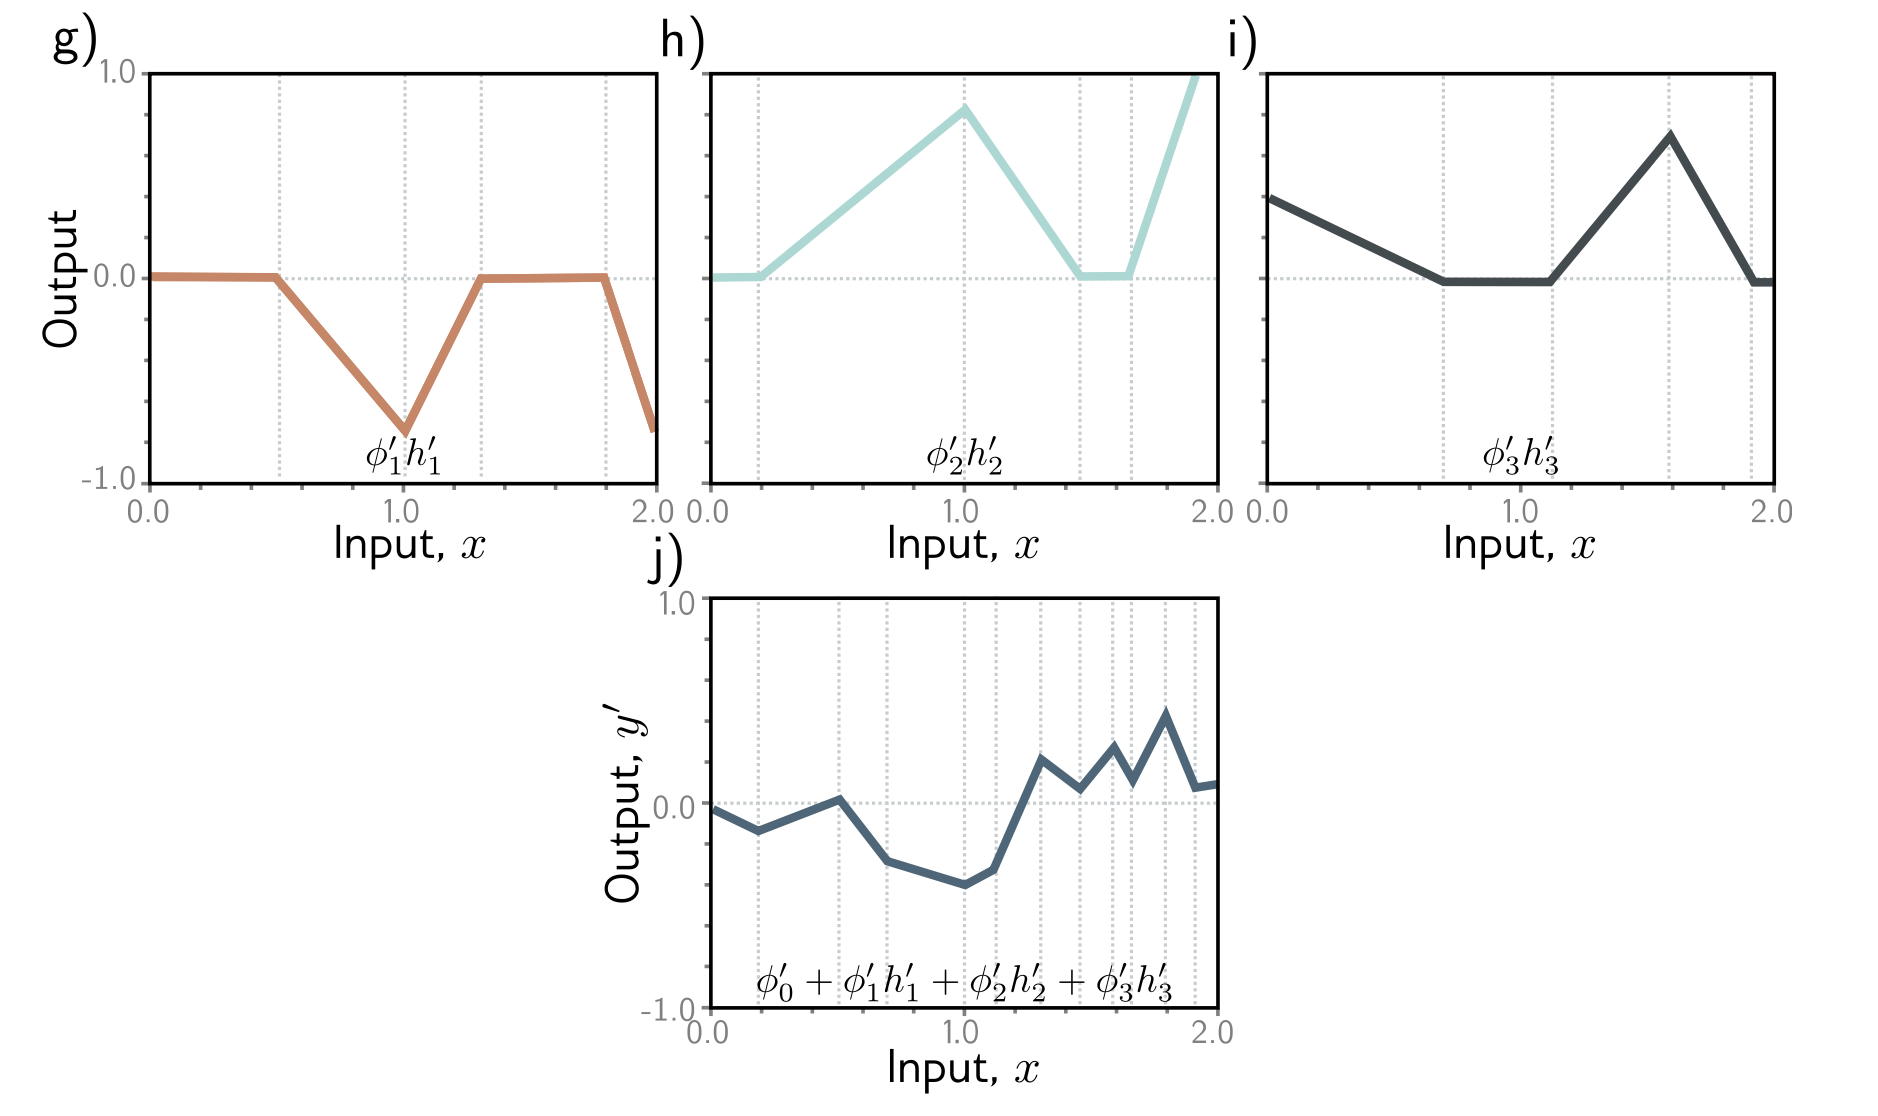 g) h) i)
1.0
Output
0.0
-1.0
ϕ′₁h′₁ ϕ′₂h′₂ ϕ′₃h′₃
0.0 1.0 2.0 0.0 1.0 2.0 0.0 1.0 2.0
Input, x Input, x Input, x
j)
1.0
Output, y′
0.0
-1.0
ϕ′₀ + ϕ′₁h′₁ + ϕ′₂h′₂ + ϕ′₃h′₃
0.0 1.0 2.0
Input, x